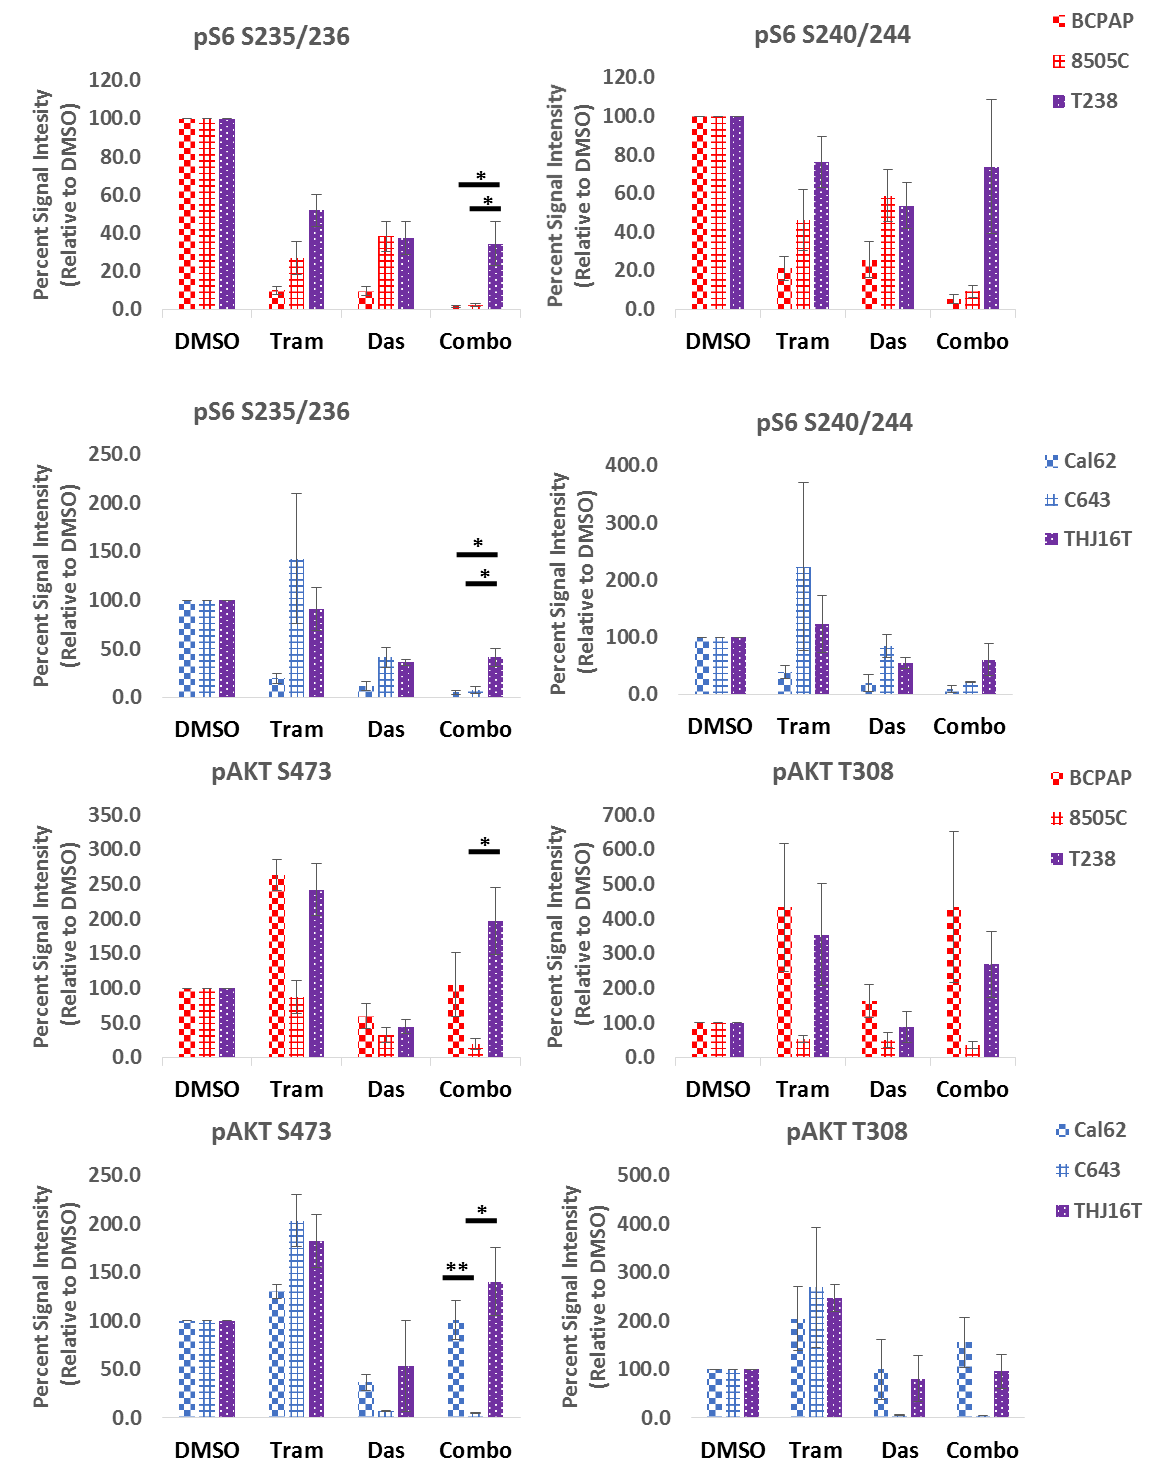 pS6 S235/236
Percent Signal Intesity
(Relative to DMSO)
120.0
100.0
80.0
60.0
40.0
20.0
0.0
*
*
DMSO Tram Das Combo
pS6 S240/244
Percent Signal Intensity
(Relative to DMSO)
120.0
100.0
80.0
60.0
40.0
20.0
0.0
DMSO Tram Das Combo
BCPAP
8505C
T238
pS6 S235/236
Percent Signal Intensity
(Relative to DMSO)
250.0
200.0
150.0
100.0
50.0
0.0
*
*
DMSO Tram Das Combo
pS6 S240/244
Percent Signal Intensity
(Relative to DMSO)
400.0
300.0
200.0
100.0
0.0
DMSO Tram Das Combo
Cal62
C643
THJ16T
pAKT S473
Percent Signal Intensity
(Relative to DMSO)
350.0
300.0
250.0
200.0
150.0
100.0
50.0
0.0
*
DMSO Tram Das Combo
pAKT T308
Percent Signal Intensity
(Relative to DMSO)
700.0
600.0
500.0
400.0
300.0
200.0
100.0
0.0
DMSO Tram Das Combo
BCPAP
8505C
T238
pAKT S473
Percent Signal Intensity
(Relative to DMSO)
250.0
200.0
150.0
100.0
50.0
0.0
*
**
DMSO Tram Das Combo
pAKT T308
Percent Signal Intensity
(Relative to DMSO)
500.0
400.0
300.0
200.0
100.0
0.0
DMSO Tram Das Combo
Cal62
C643
THJ16T